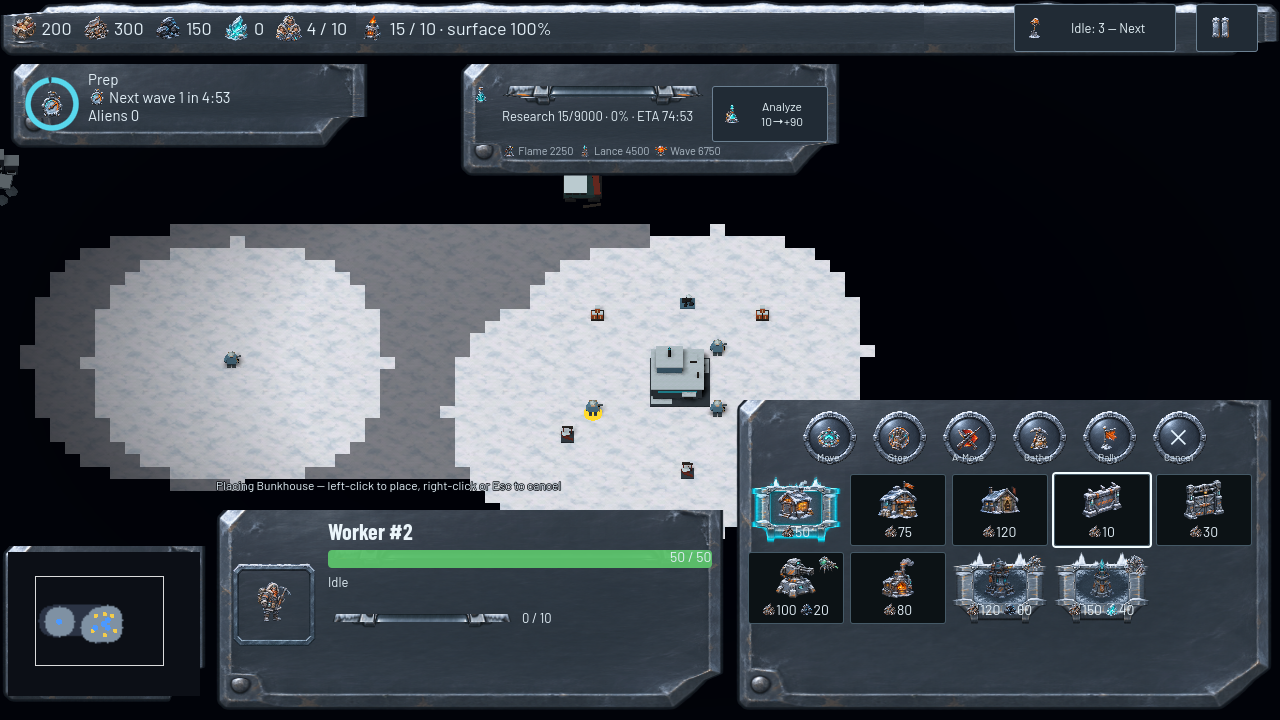 200 300 150 0 4 / 10 15 / 10 · surface 100%
Idle: 3 – Next
Prep
Next wave 1 in 4:53
Aliens 0
Research 15/9000 · 0% · ETA 74:53
Analyze
10→+90
Flame 2250 Lance 4500 Wave 6750
Placing Bunkhouse – left-click to place, right-click or Esc to cancel
Move Stop A-Move Gather Rally Cancel
50 75 120 10 30
100 20 80 120 80 150 40
Worker #2
50 / 50
Idle
0 / 10